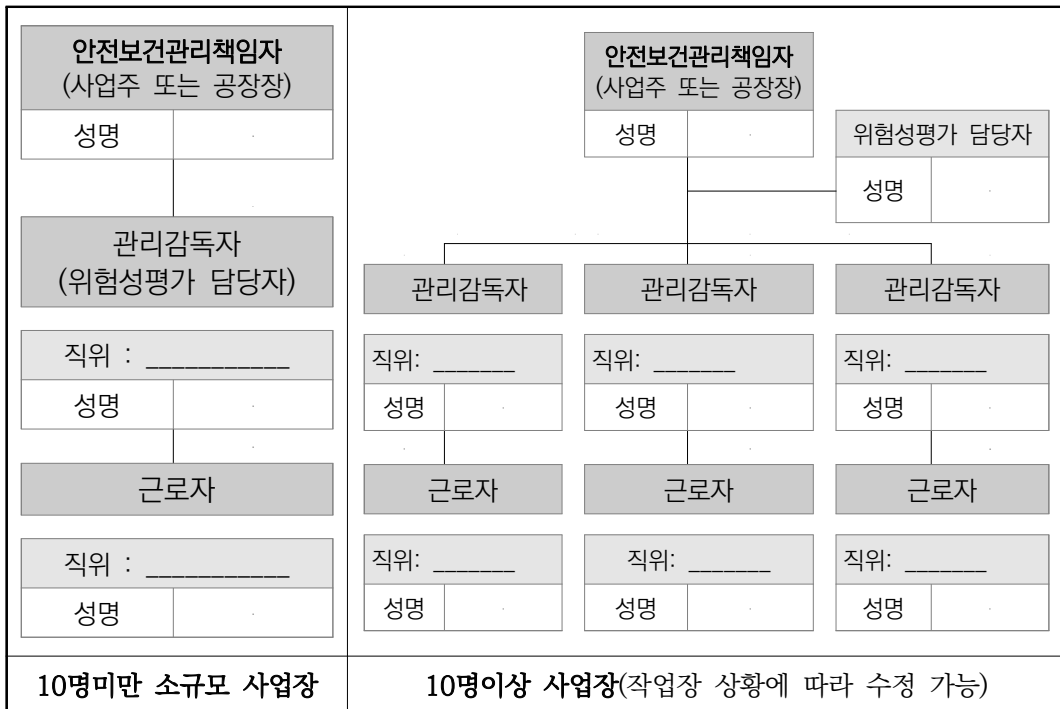 안전보건관리책임자
(사업주 또는 공장장)
성명
관리감독자
(위험성평가 담당자)
직위 : ___________
성명
근로자
직위 : ___________
성명
10명미만 소규모 사업장
안전보건관리책임자
(사업주 또는 공장장)
성명
위험성평가 담당자
성명
관리감독자 관리감독자 관리감독자
직위: _______ 직위: _______ 직위: _______
성명 성명 성명
근로자 근로자 근로자
직위: _______ 직위: _______ 직위: _______
성명 성명 성명
10명이상 사업장(작업장 상황에 따라 수정 가능)